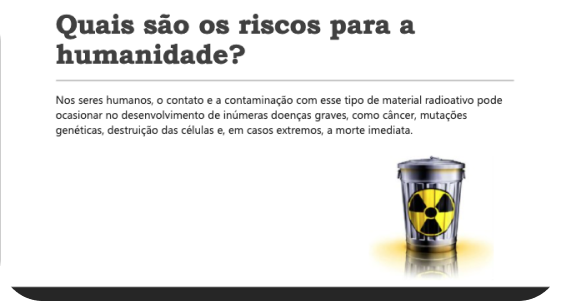 Quais são os riscos para a
humanidade?
Nos seres humanos, o contato e a contaminação com esse tipo de material radioativo pode
ocasionar no desenvolvimento de inúmeras doenças graves, como câncer, mutações
genéticas, destruição das células e, em casos extremos, a morte imediata.